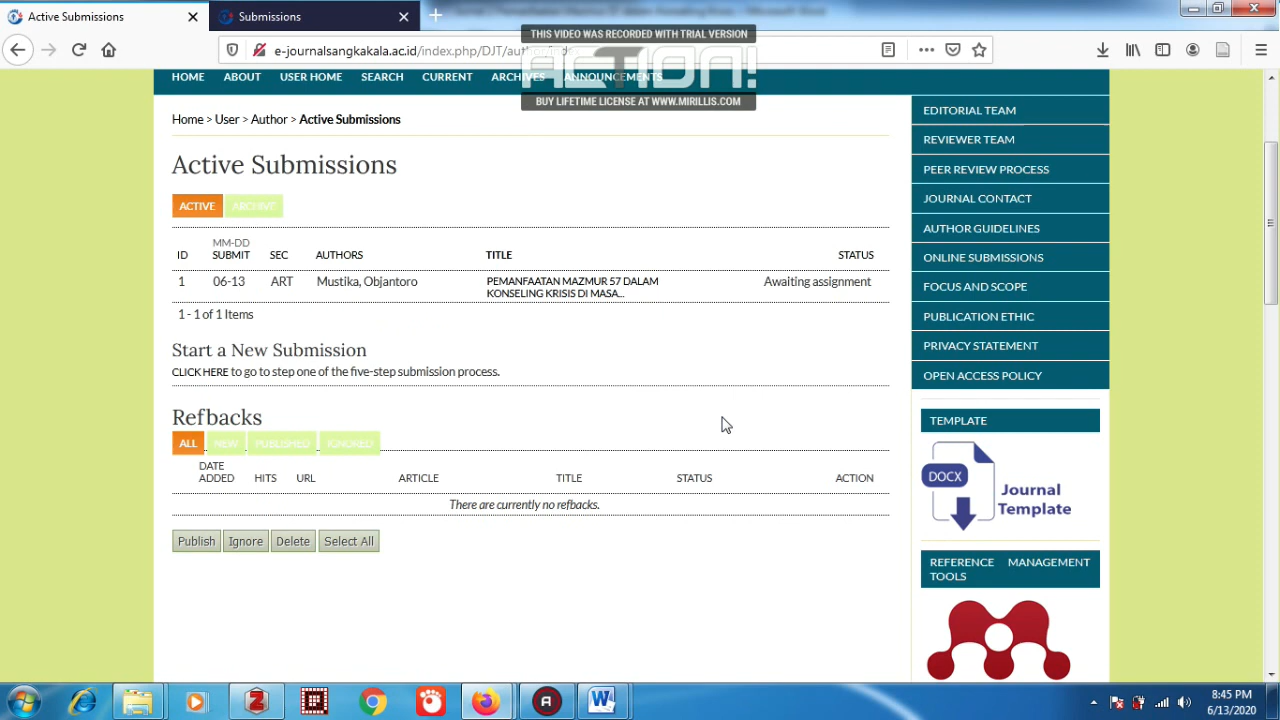 Active Submissions
Submissions
THIS VIDEO WAS RECORDED WITH TRIAL VERSION
e-journalsangkakala.ac.id/index.php/DJT/author/index
ACTION!
BUY LIFETIME LICENSE AT WWW.MIRILLIS.COM
HOME ABOUT USER HOME SEARCH CURRENT ARCHIVES ANNOUNCEMENTS
Home > User > Author > Active Submissions
Active Submissions
ACTIVE ARCHIVE
MM-DD
ID SUBMIT SEC AUTHORS TITLE STATUS
1 06-13 ART Mustika, Objantoro PEMANFAATAN MAZMUR 57 DALAM Awaiting assignment
KONSELING KRISIS DI MASA...
1 - 1 of 1 Items
Start a New Submission
CLICK HERE to go to step one of the five-step submission process.
Refbacks
ALL NEW PUBLISHED IGNORED
DATE
ADDED HITS URL ARTICLE TITLE STATUS ACTION
There are currently no refbacks.
Publish Ignore Delete Select All
EDITORIAL TEAM
REVIEWER TEAM
PEER REVIEW PROCESS
JOURNAL CONTACT
AUTHOR GUIDELINES
ONLINE SUBMISSIONS
FOCUS AND SCOPE
PUBLICATION ETHIC
PRIVACY STATEMENT
OPEN ACCESS POLICY
TEMPLATE
DOCX
Journal
Template
REFERENCE MANAGEMENT
TOOLS
8:45 PM
6/13/2020